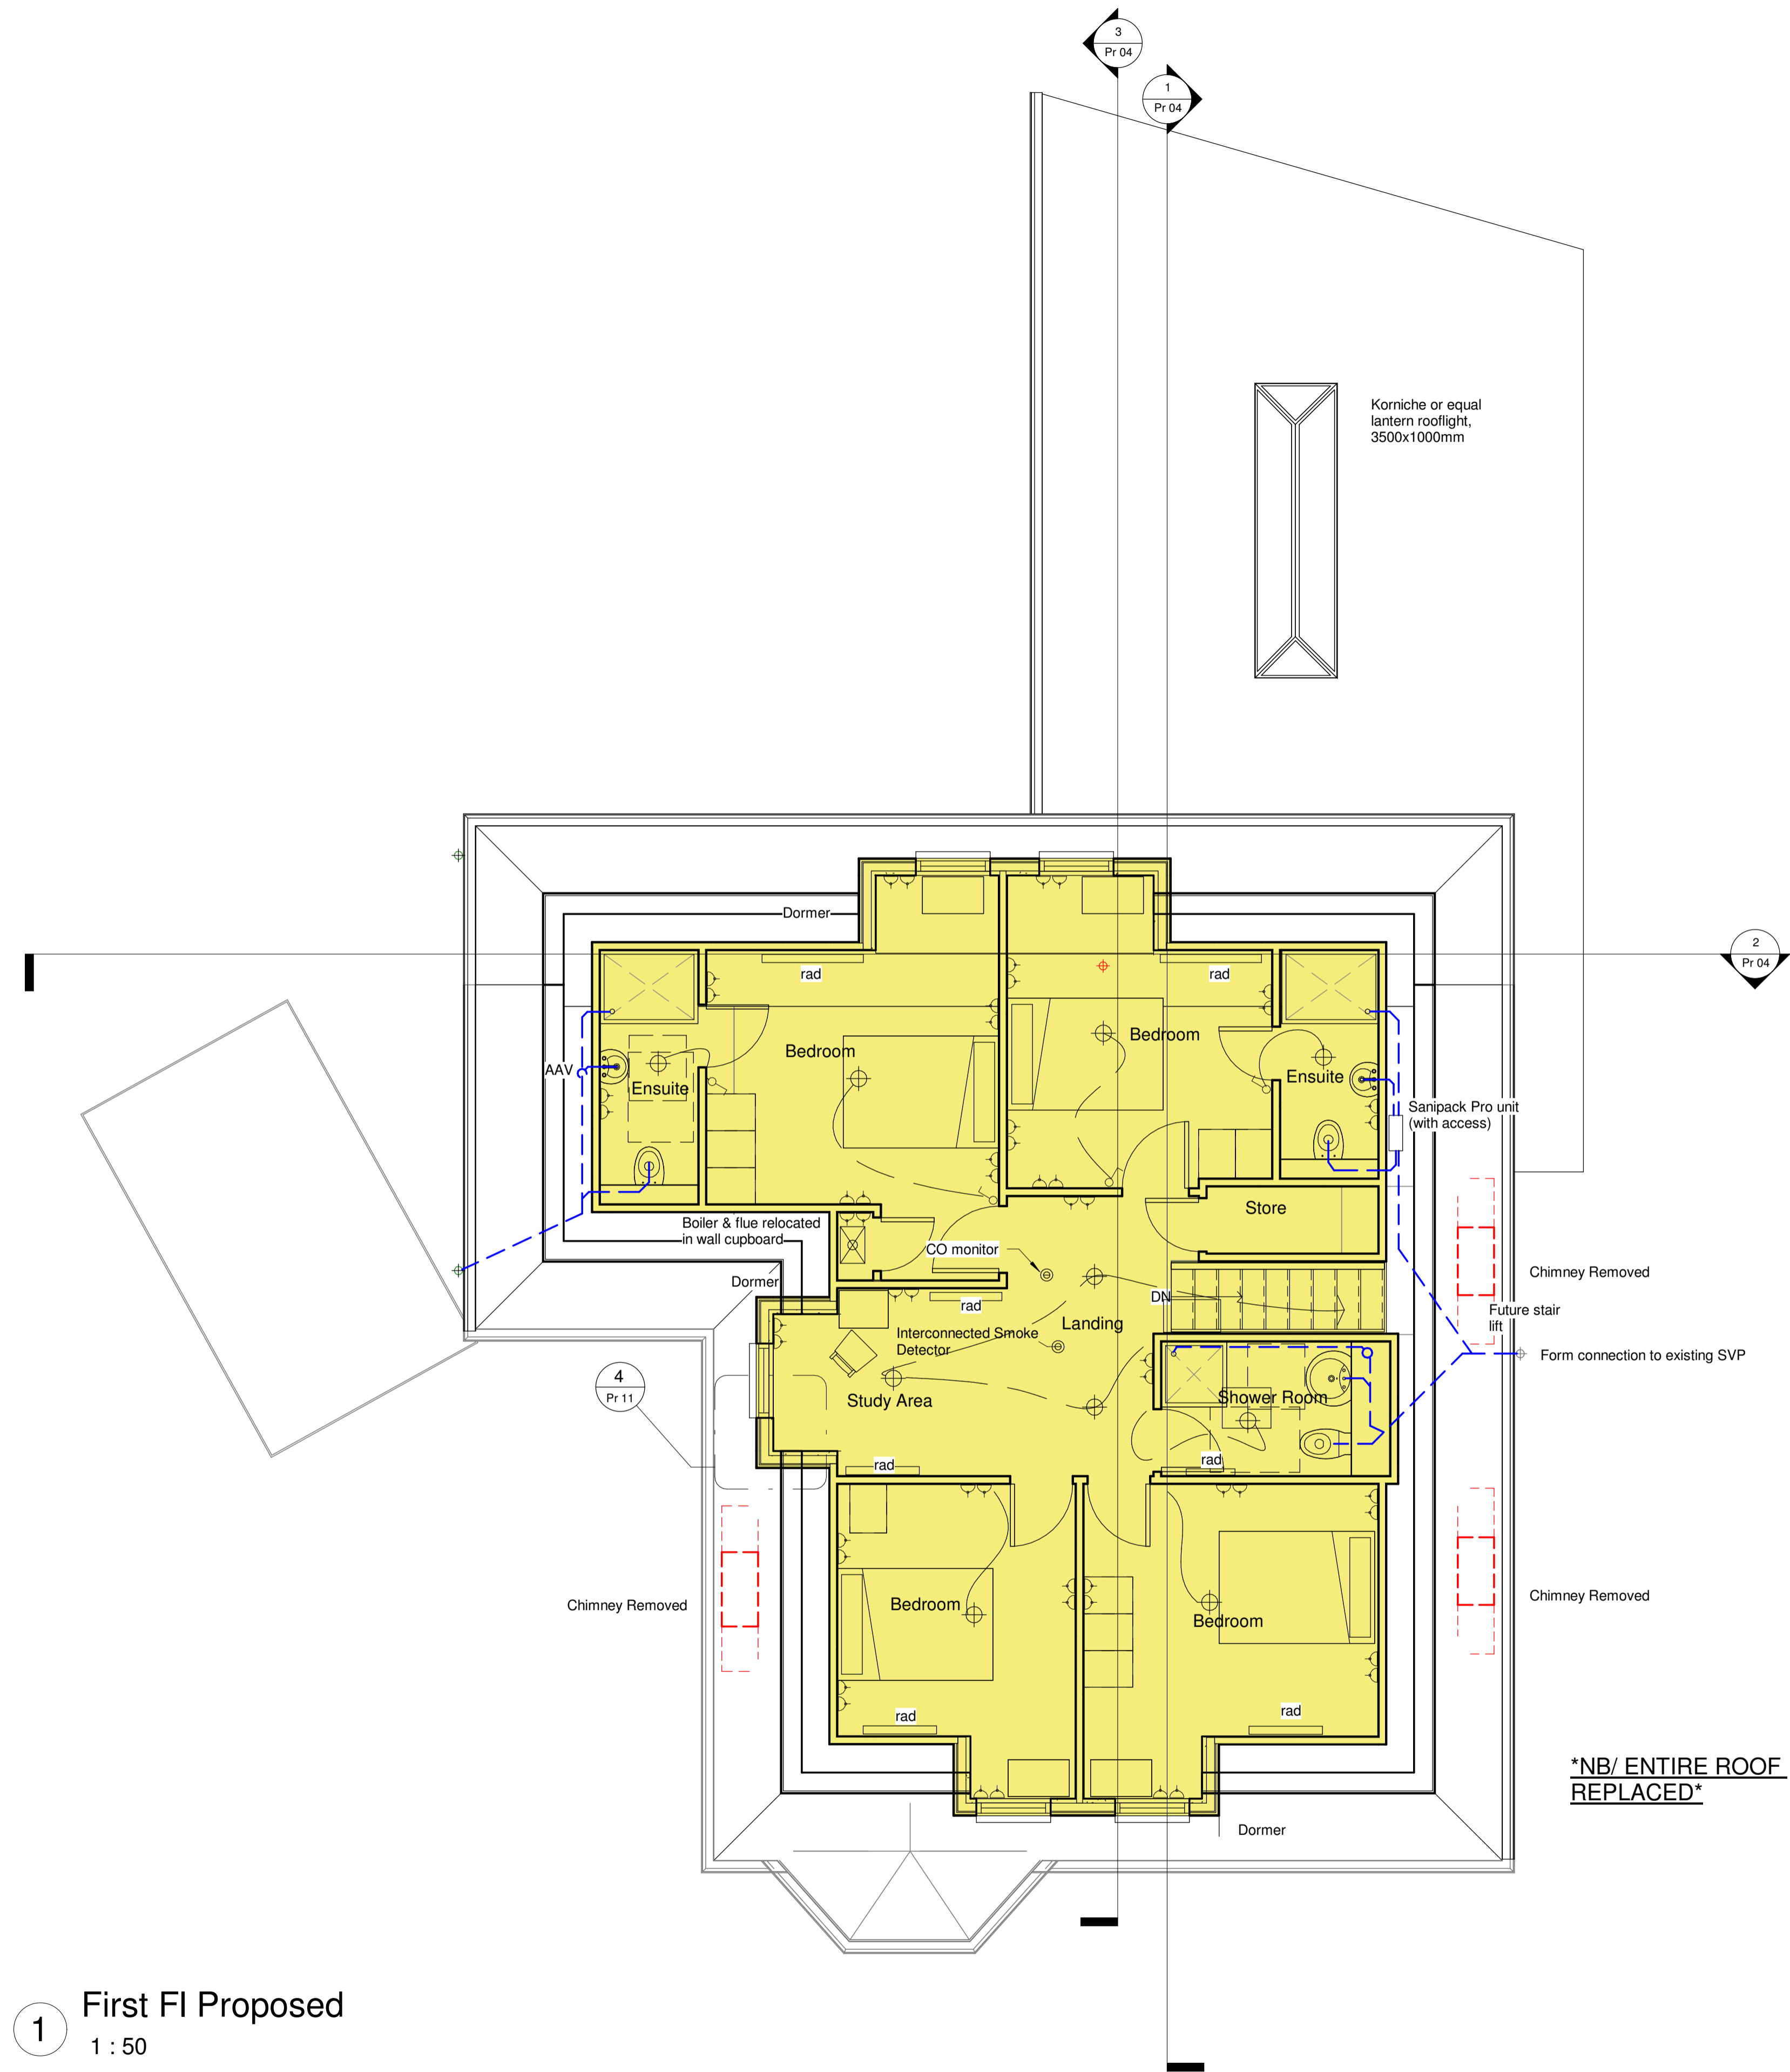 3
Pr 04
1
Pr 04
Korniche or equal
lantern rooflight,
3500x1000mm
Dormer
2
Pr 04
rad
rad
Bedroom
Bedroom
AAV
Ensuite
Ensuite
Sanipack Pro unit
(with access)
Store
Boiler & flue relocated
in wall cupboard
CO monitor
Chimney Removed
Dormer
DN
rad
Future stair
lift
Landing
Interconnected Smoke
Detector
Form connection to existing SVP
4
Pr 11
Study Area
Shower Room
rad
rad
Chimney Removed
Bedroom
Chimney Removed
Bedroom
rad
rad
*NB/ ENTIRE ROOF
REPLACED*
Dormer
1
First Fl Proposed
1 : 50